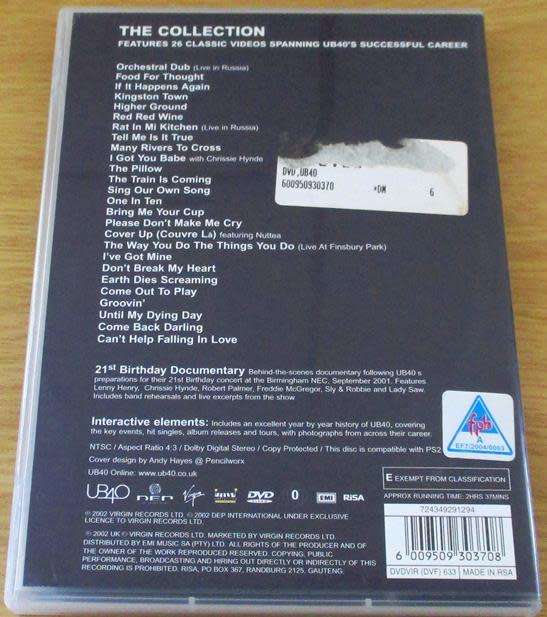 THE COLLECTION
FEATURES 26 CLASSIC VIDEOS SPANNING UB40'S SUCCESSFUL CAREER
Orchestral Dub (Live in Russia)
Food For Thought
If It Happens Again
Kingston Town
Higher Ground
Red Red Wine
Rat In Mi Kitchen (Live in Russia)
Tell Me Is It True
Many Rivers To Cross
I Got You Babe with Chrissie Hynde
The Pillow
The Train Is Coming
Sing Our Own Song
One In Ten
Bring Me Your Cup
Please Don't Make Me Cry
Cover Up (Couvre Là) featuring Nuttea
The Way You Do The Things You Do (Live At Finsbury Park)
I've Got Mine
Don't Break My Heart
Earth Dies Screaming
Come Out To Play
Groovin'
Until My Dying Day
Come Back Darling
Can't Help Falling In Love
DVD,UB40
600950930370 *DM 6
21st Birthday Documentary Behind-the-scenes documentary following UB40 s
preparations for their 21st Birthday concert at the Birmingham NEC, September 2001. Features
Lenny Henry, Chrissie Hynde, Robert Palmer, Freddie McGregor, Sly & Robbie and Lady Saw.
Includes band rehearsals and live excerpts from the show.
Interactive elements: Includes an excellent year by year history of UB40, covering
the key events, hit singles, album releases and tours, with photographs from across their career.
NTSC / Aspect Ratio 4:3 / Dolby Digital Stereo / Copy Protected / This disc is compatible with PS2
Cover design by Andy Hayes @ Pencilworx
UB40 Online: www.ub40.co.uk
fpb
A
E EXEMPT FROM CLASSIFICATION
APPROX RUNNING TIME: 2HRS 37MINS
UB40 DEP Virgin DVD VIDEO 0 EMI RiSA
℗ 2002 VIRGIN RECORDS LTD. © 2002 DEP INTERNATIONAL UNDER EXCLUSIVE
LICENCE TO VIRGIN RECORDS LTD.
℗ 2002 UK © VIRGIN RECORDS LTD. MARKETED BY VIRGIN RECORDS LTD.
DISTRIBUTED BY EMI MUSIC SA (PTY) LTD. ALL RIGHTS OF THE PRODUCER AND OF
THE OWNER OF THE WORK REPRODUCED RESERVED. COPYING, PUBLIC
PERFORMANCE, BROADCASTING AND HIRING OUT DIRECTLY OR INDIRECTLY OF THIS
RECORDING IS PROHIBITED. RISA, PO BOX 367, RANDBURG 2125, GAUTENG.
724349291294
6 009509 303708
DVDVIR (DVF) 633 MADE IN RSA